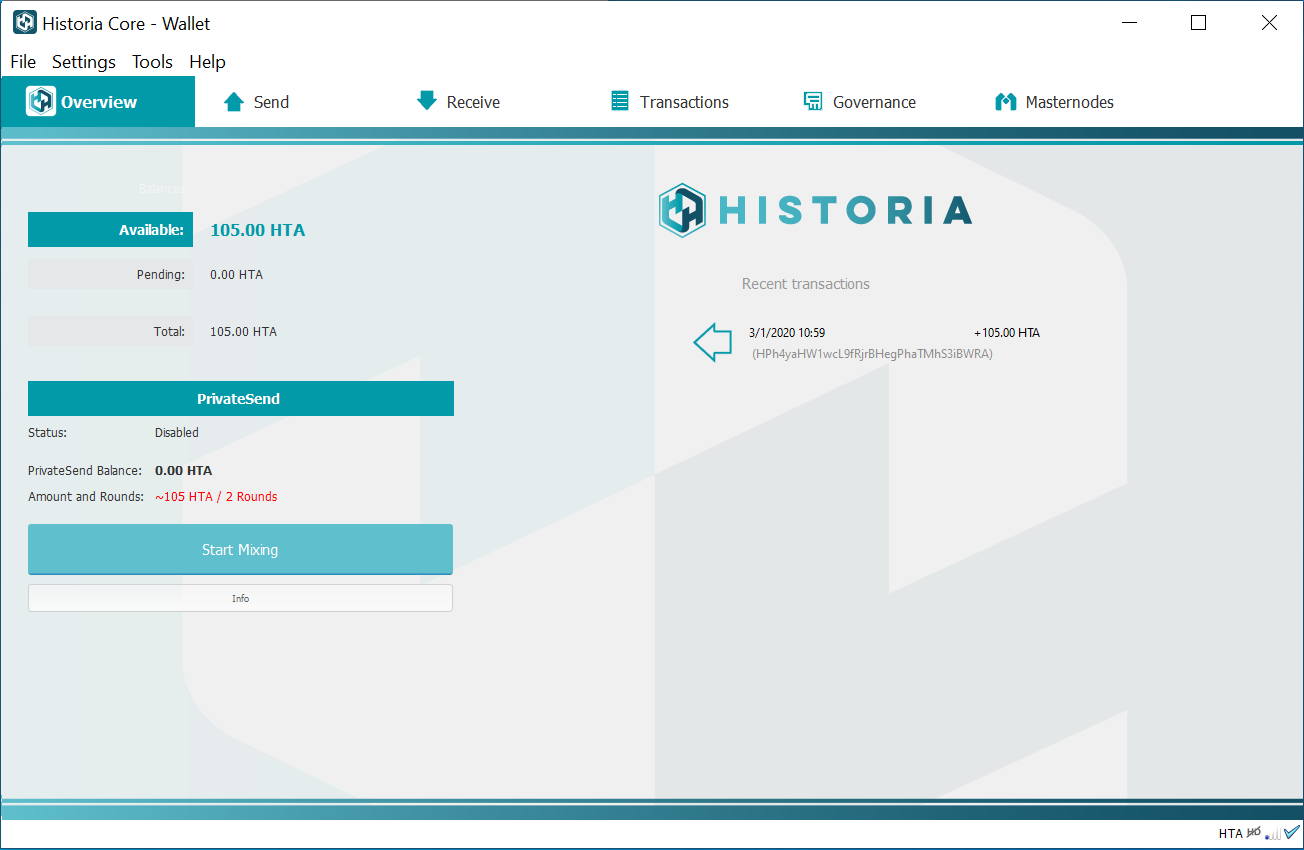 Historia Core - Wallet
File Settings Tools Help
Overview Send Receive Transactions Governance Masternodes
Balances
HISTORIA
Available: 105.00 HTA
Pending: 0.00 HTA
Total: 105.00 HTA
Recent transactions
3/1/2020 10:59 +105.00 HTA
(HPh4yaHW1wcL9fRjrBHegPhaTMhS3iBWRA)
PrivateSend
Status: Disabled
PrivateSend Balance: 0.00 HTA
Amount and Rounds: ~105 HTA / 2 Rounds
Start Mixing
Info
HTA HD